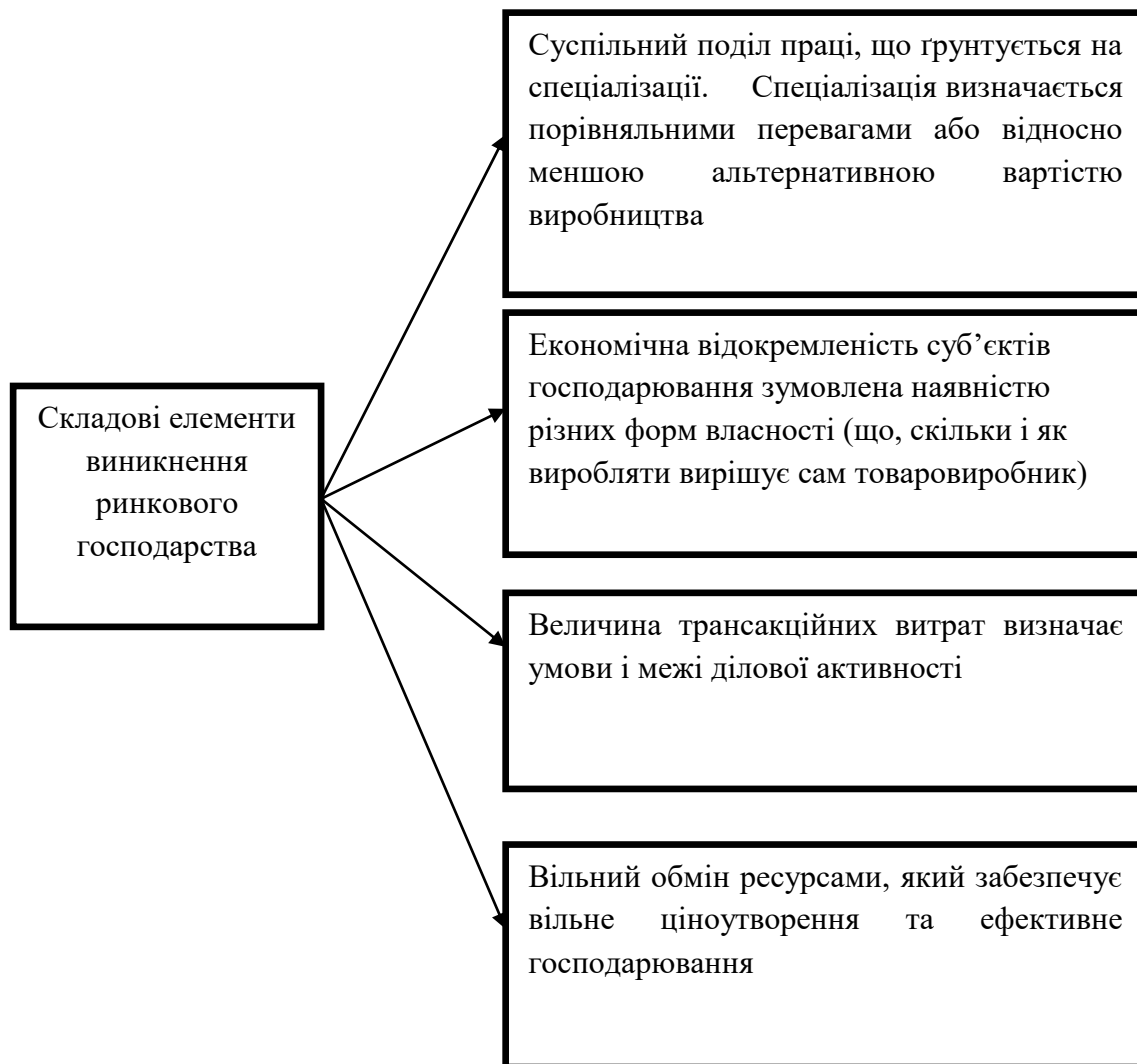 Складові елементи
виникнення
ринкового
господарства
Суспільний поділ праці, що ґрунтується на
спеціалізації. Спеціалізація визначається
порівняльними перевагами або відносно
меншою альтернативною вартістю
виробництва
Економічна відокремленість суб’єктів
господарювання зумовлена наявністю
різних форм власності (що, скільки і як
виробляти вирішує сам товаровиробник)
Величина трансакційних витрат визначає
умови і межі ділової активності
Вільний обмін ресурсами, який забезпечує
вільне ціноутворення та ефективне
господарювання